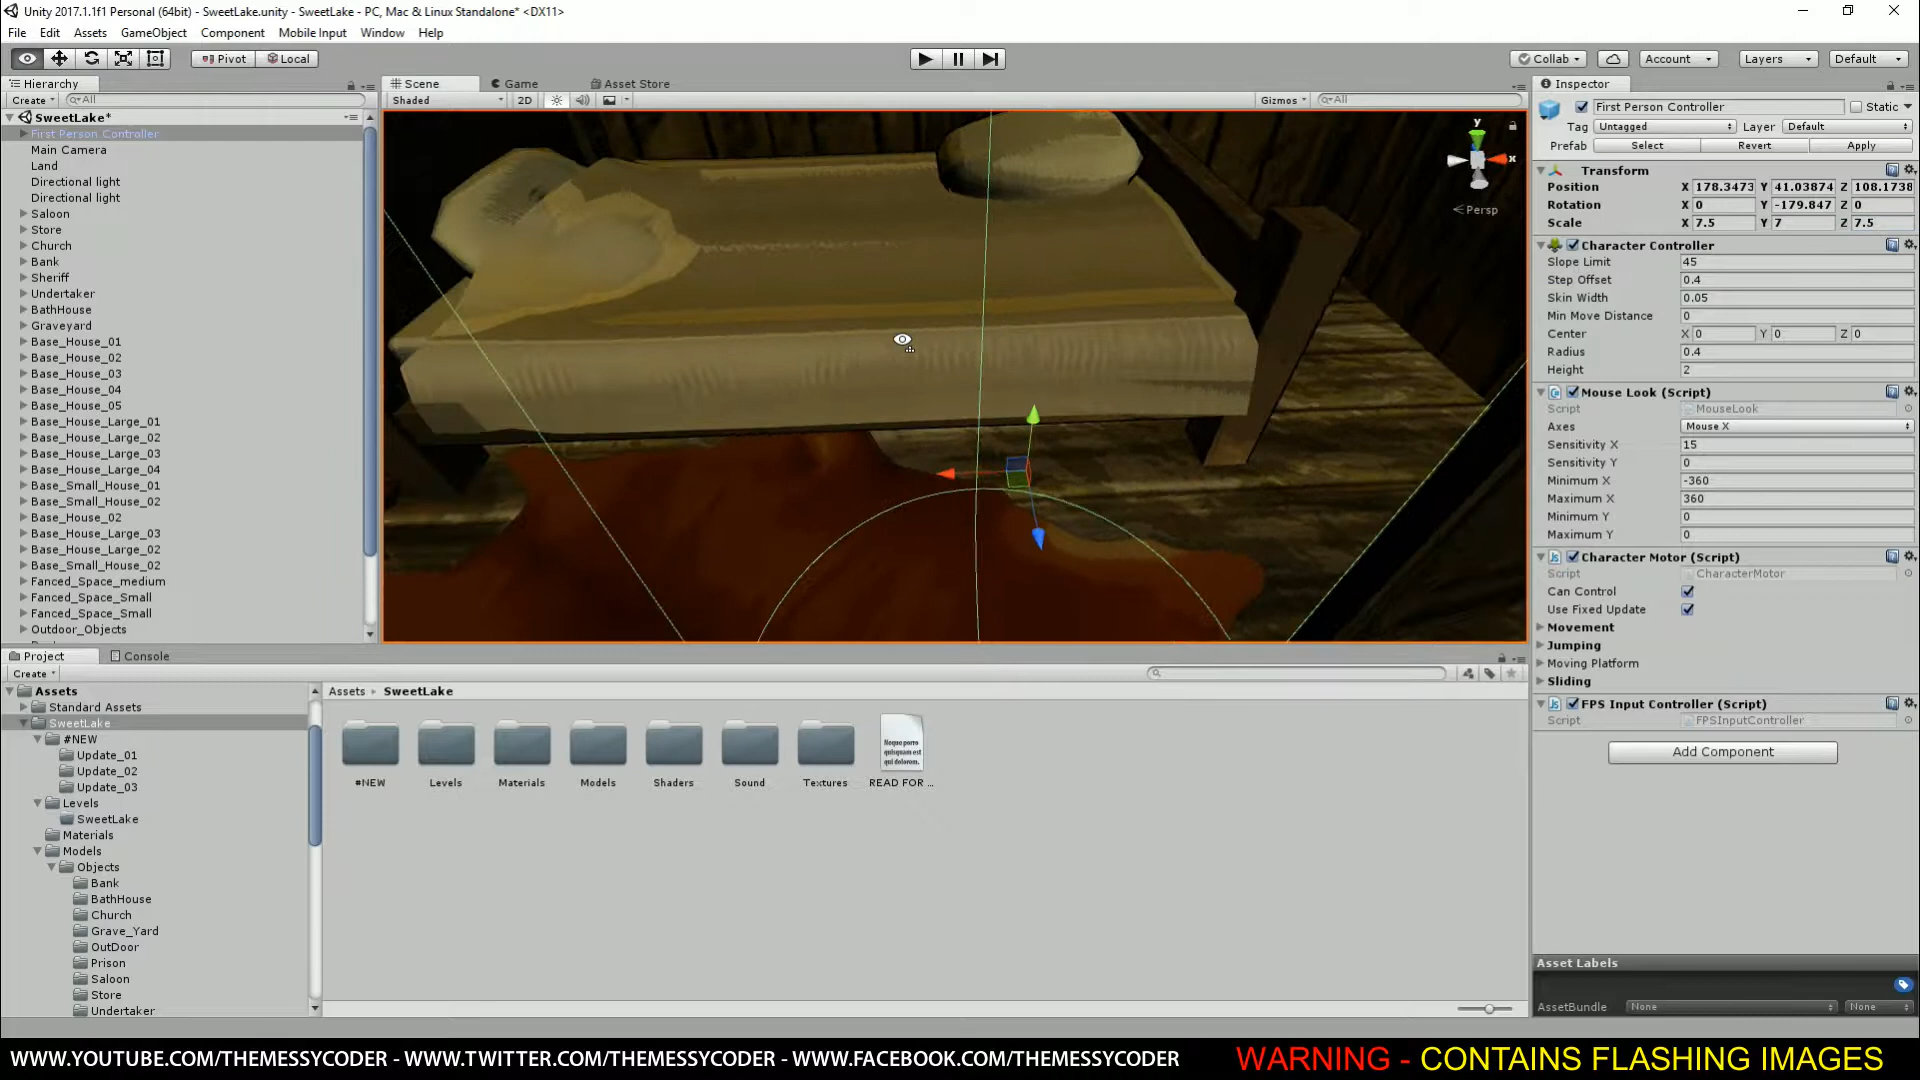 Unity 2017.1.1f1 Personal (64bit) - SweetLake.unity - SweetLake - PC, Mac & Linux Standalone* <DX11>
File Edit Assets GameObject Component Mobile Input Window Help
Pivot Local Collab Account Layers Default
Hierarchy
Create All
SweetLake*
First Person Controller
Main Camera
Land
Directional light
Directional light
Saloon
Store
Church
Bank
Sheriff
Undertaker
BathHouse
Graveyard
Base_House_01
Base_House_02
Base_House_03
Base_House_04
Base_House_05
Base_House_Large_01
Base_House_Large_02
Base_House_Large_03
Base_House_Large_04
Base_Small_House_01
Base_Small_House_02
Base_House_02
Base_House_Large_03
Base_House_Large_02
Base_Small_House_02
Fanced_Space_medium
Fanced_Space_Small
Fanced_Space_Small
Outdoor_Objects
Scene Game Asset Store
Shaded 2D Gizmos All
y
x
Persp
Inspector
First Person Controller Static
Tag Untagged Layer Default
Prefab Select Revert Apply
Transform
Position X 178.3473 Y 41.03874 Z 108.1738
Rotation X 0 Y -179.847 Z 0
Scale X 7.5 Y 7 Z 7.5
Character Controller
Slope Limit 45
Step Offset 0.4
Skin Width 0.05
Min Move Distance 0
Center X 0 Y 0 Z 0
Radius 0.4
Height 2
Mouse Look (Script)
Script MouseLook
Axes Mouse X
Sensitivity X 15
Sensitivity Y 0
Minimum X -360
Maximum X 360
Minimum Y 0
Maximum Y 0
Character Motor (Script)
Script CharacterMotor
Can Control
Use Fixed Update
Movement
Jumping
Moving Platform
Sliding
FPS Input Controller (Script)
Script FPSInputController
Add Component
Asset Labels
AssetBundle None None
Project Console
Create
Assets
Standard Assets
SweetLake
#NEW
Update_01
Update_02
Update_03
Levels
SweetLake
Materials
Models
Objects
Bank
BathHouse
Church
Grave_Yard
OutDoor
Prison
Saloon
Store
Undertaker
Assets SweetLake
Neque porro
quisquam est
qui dolorem.
#NEW Levels Materials Models Shaders Sound Textures READ FOR ...
WWW.YOUTUBE.COM/THEMESSYCODER - WWW.TWITTER.COM/THEMESSYCODER - WWW.FACEBOOK.COM/THEMESSYCODER WARNING - CONTAINS FLASHING IMAGES